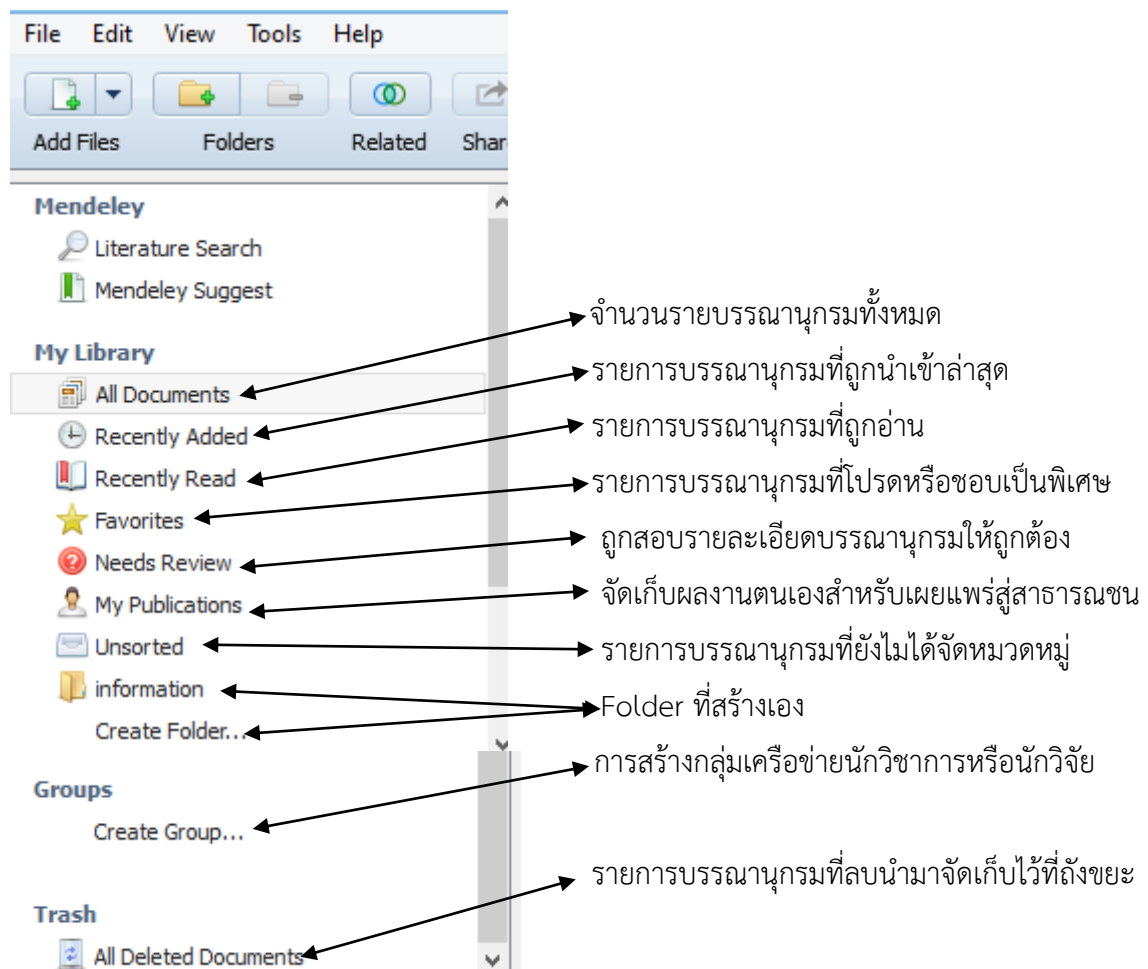 File Edit View Tools Help
Add Files Folders Related Shar
Mendeley
Literature Search
Mendeley Suggest
My Library
All Documents
Recently Added
Recently Read
Favorites
Needs Review
My Publications
Unsorted
information
Create Folder...
Groups
Create Group...
Trash
All Deleted Documents
จำนวนรายบรรณานุกรมทั้งหมด
รายการบรรณานุกรมที่ถูกนำเข้าล่าสุด
รายการบรรณานุกรมที่ถูกอ่าน
รายการบรรณานุกรมที่โปรดหรือชอบเป็นพิเศษ
ถูกสอบรายละเอียดบรรณานุกรมให้ถูกต้อง
จัดเก็บผลงานตนเองสำหรับเผยแพร่สู่สาธารณชน
รายการบรรณานุกรมที่ยังไมได้จัดหมวดหมู่
Folder ที่สร้างเอง
การสร้างกลุ่มเครือข่ายนักวิชาการหรือนักวิจัย
รายการบรรณานุกรมที่ลบนำมาจัดเก็บไว้ที่ถังขยะ